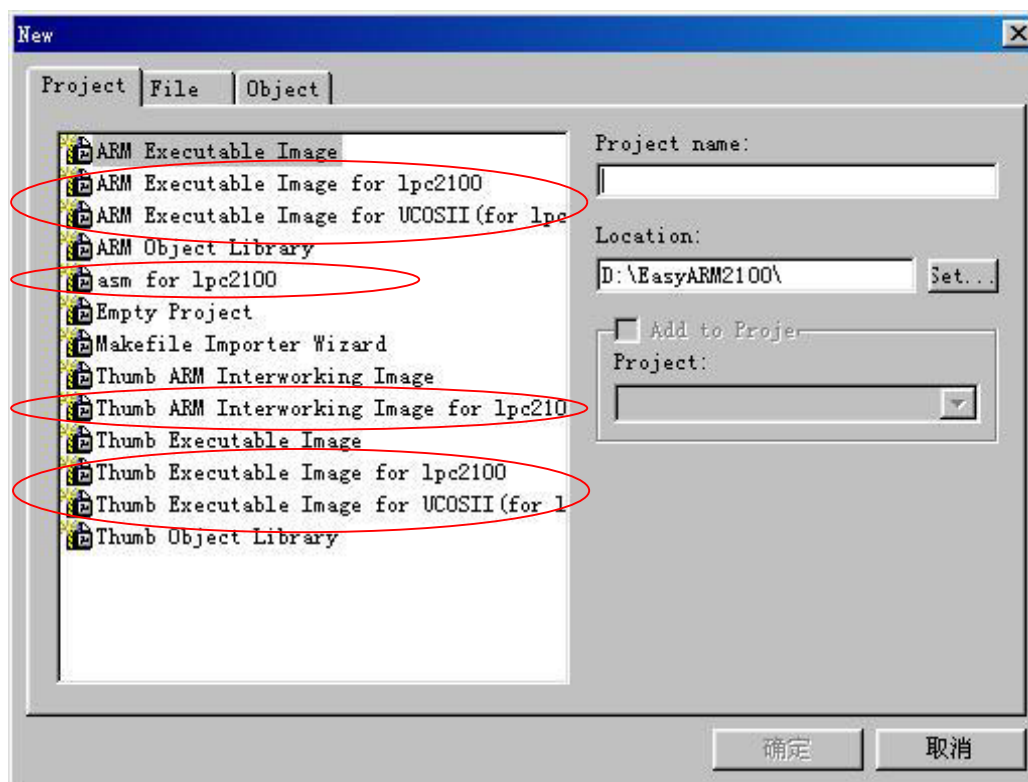 New
Project File Object
ARM Executable Image
ARM Executable Image for lpc2100
ARM Executable Image for UCOSII(for lpc
ARM Object Library
asm for lpc2100
Empty Project
Makefile Importer Wizard
Thumb ARM Interworking Image
Thumb ARM Interworking Image for lpc210
Thumb Executable Image
Thumb Executable Image for lpc2100
Thumb Executable Image for UCOSII(for l
Thumb Object Library
Project name:
Location:
D:\EasyARM2100\ Set...
Add to Proje
Project:
确定 取消